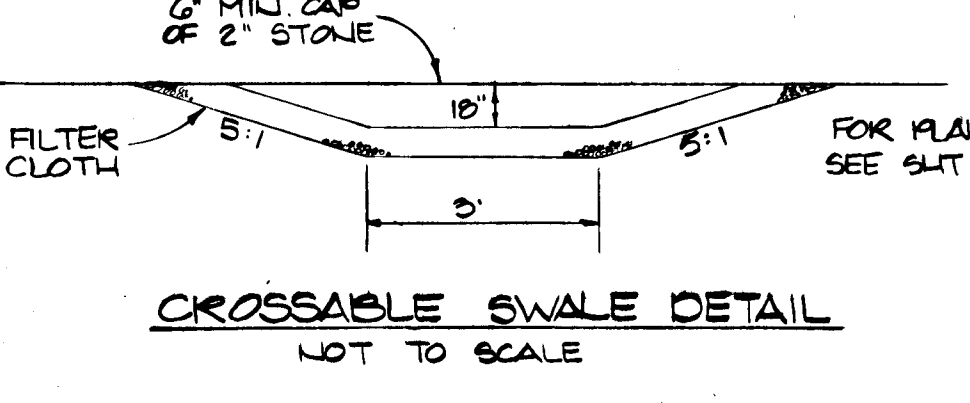 6" MIN. CAP
OF 2" STONE
18"
FILTER
CLOTH
5:1
5:1
FOR
SEE SHT
3'
CROSSABLE SWALE DETAIL
NOT TO SCALE